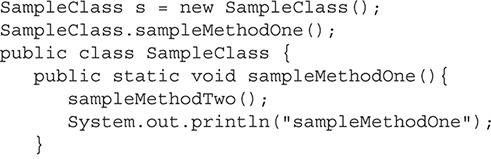 SampleClass s = new SampleClass();
SampleClass.sampleMethodOne();
public class SampleClass {
   public static void sampleMethodOne(){
      sampleMethodTwo();
      System.out.println("sampleMethodOne");
   }